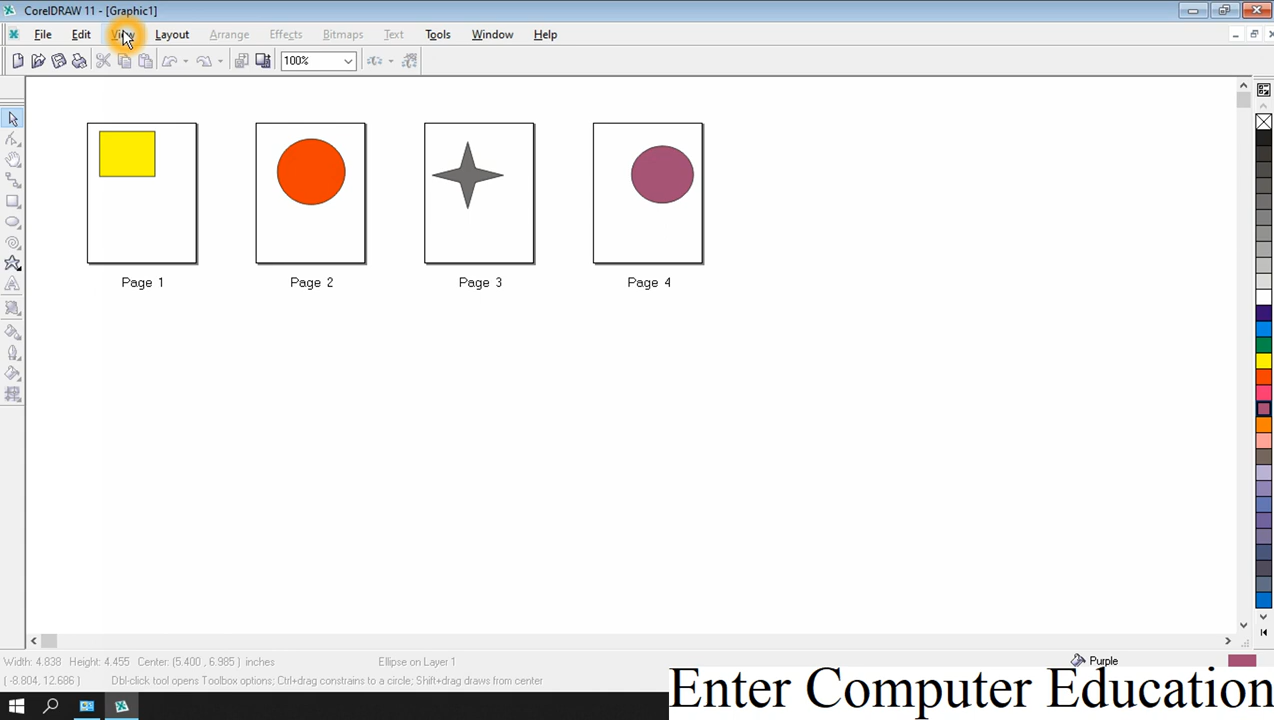 CorelDRAW 11 - [Graphic1]
File Edit View Layout Arrange Effects Bitmaps Text Tools Window Help
100%
Page 1 Page 2 Page 3 Page 4
Width: 4.838 Height: 4.455 Center: (5.400 , 6.985 ) inches Ellipse on Layer 1 Purple
( -8.804, 12.686 ) Dbl-click tool opens Toolbox options; Ctrl+drag constrains to a circle; Shift+drag draws from center
Enter Computer Education